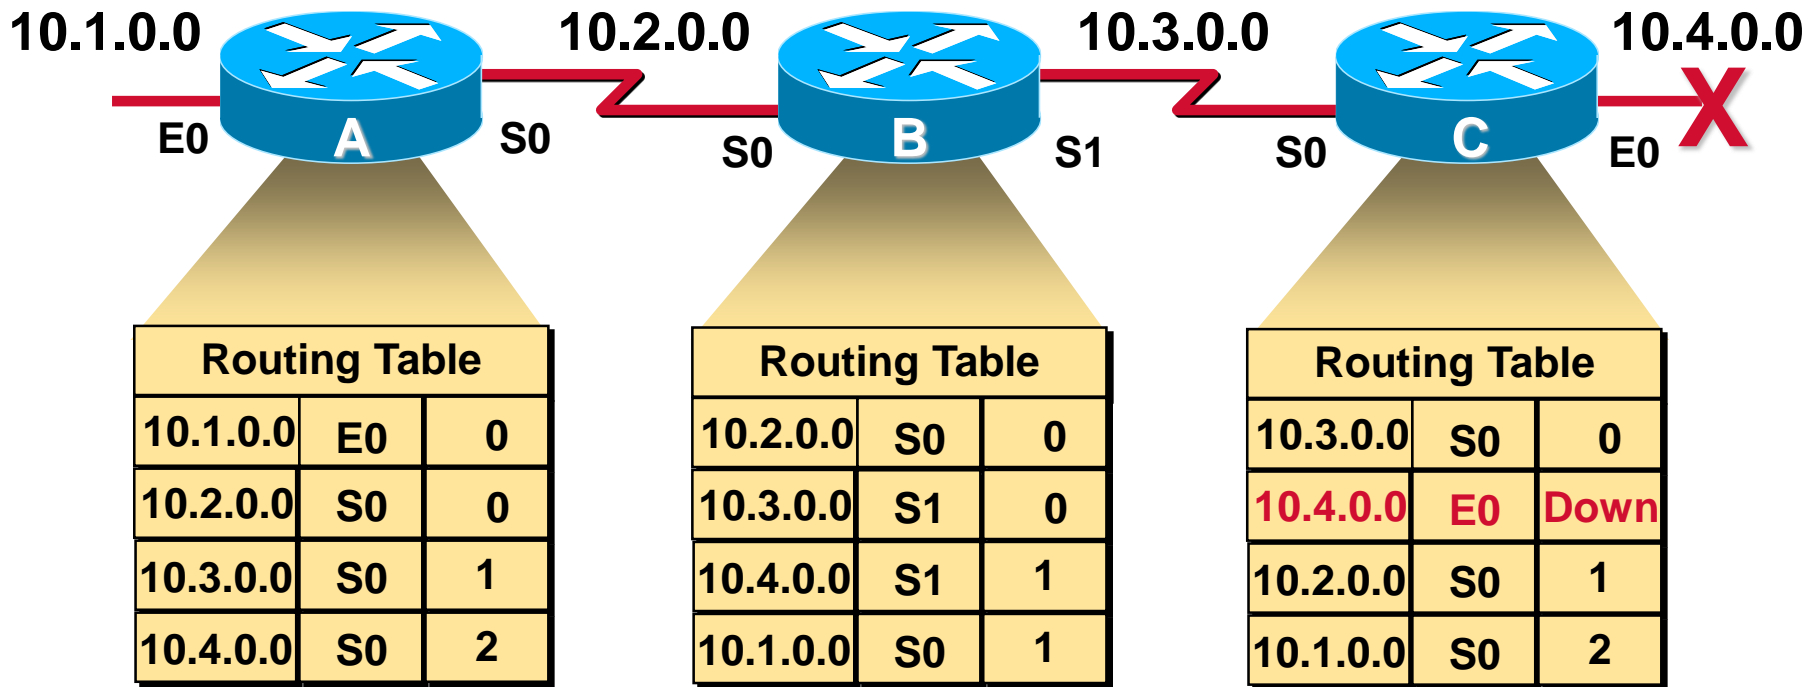 10.1.0.0 10.2.0.0 10.3.0.0 10.4.0.0
E0 A S0 S0 B S1 S0 C E0 X
Routing Table
10.1.0.0 E0 0
10.2.0.0 S0 0
10.3.0.0 S0 1
10.4.0.0 S0 2
Routing Table
10.2.0.0 S0 0
10.3.0.0 S1 0
10.4.0.0 S1 1
10.1.0.0 S0 1
Routing Table
10.3.0.0 S0 0
10.4.0.0 E0 Down
10.2.0.0 S0 1
10.1.0.0 S0 2